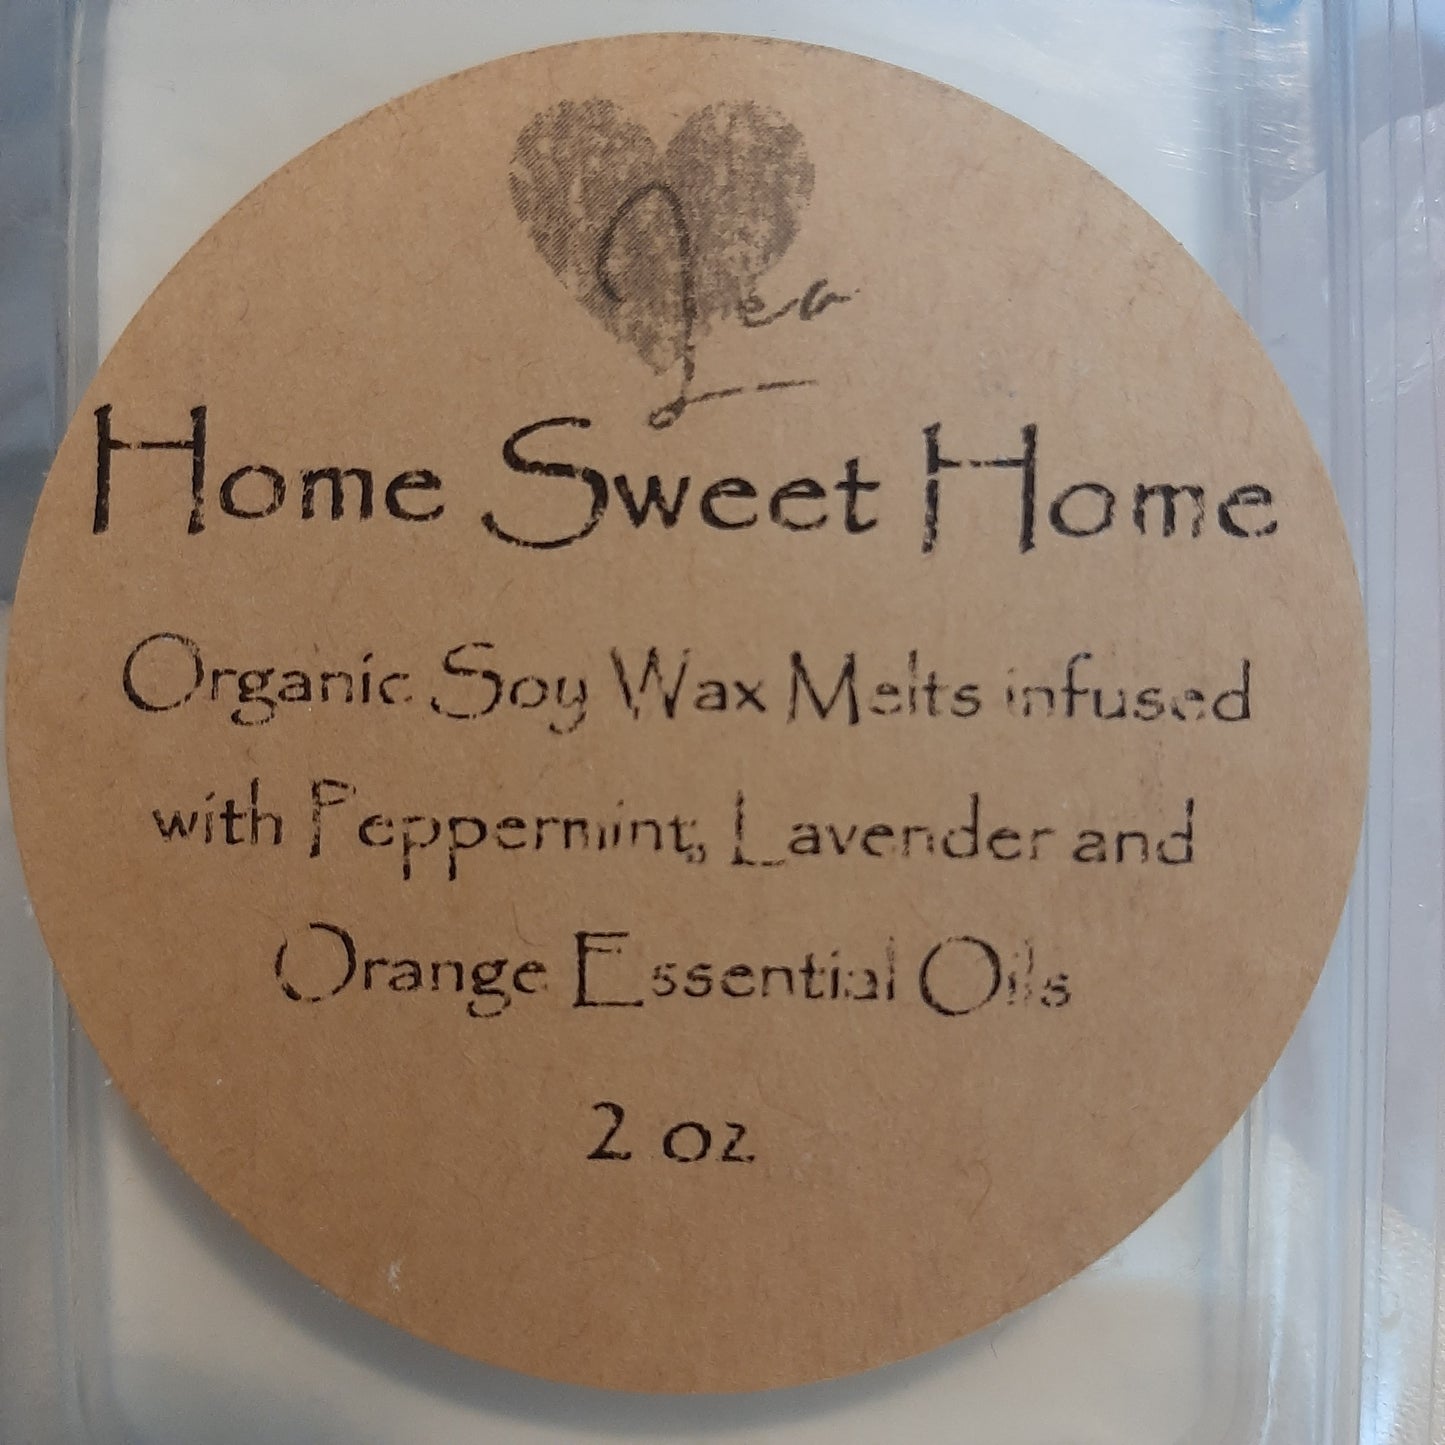 Home Sweet Home
Organic Soy Wax Melts infused
with Peppermint, Lavender and
Orange Essential Oils
2 oz